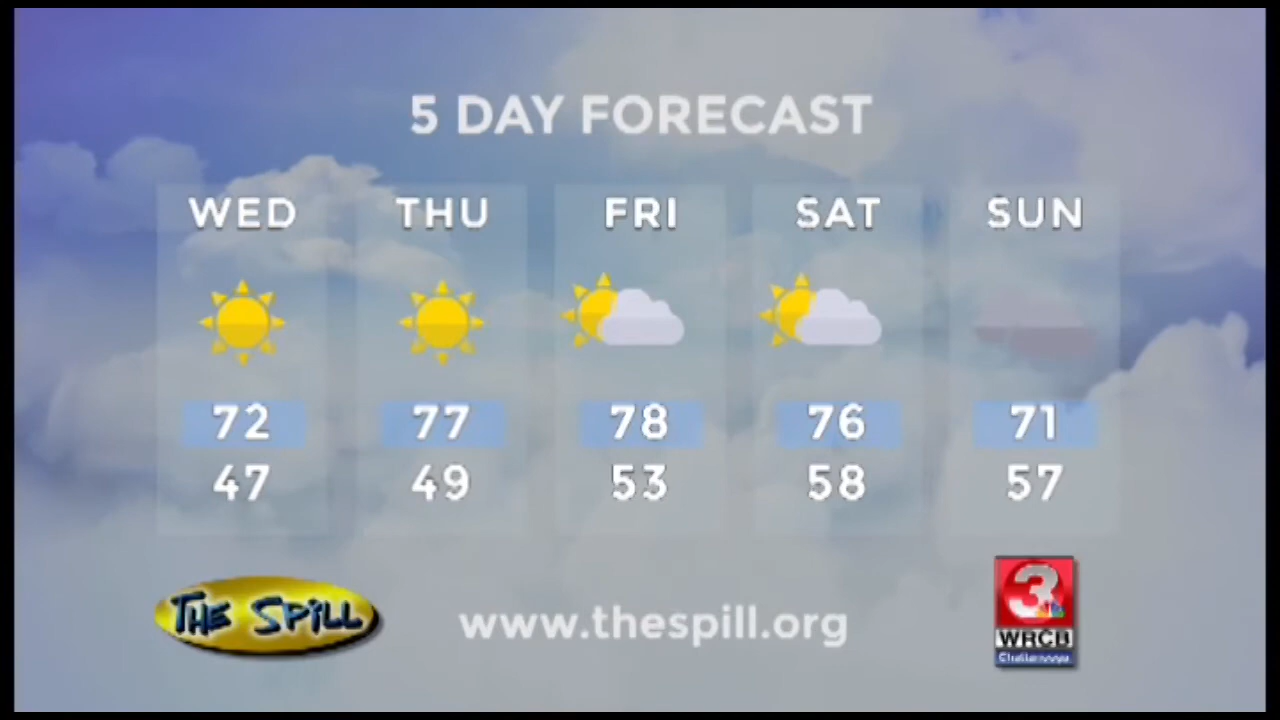 5 DAY FORECAST
WED THU FRI SAT SUN
72 77 78 76 71
47 49 53 58 57
THE SPILL
www.thespill.org
3
WRCB
Chattanooga